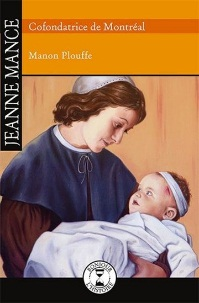 JEANNE MANCE
Cofondatrice de Montréal
Manon Plouffe